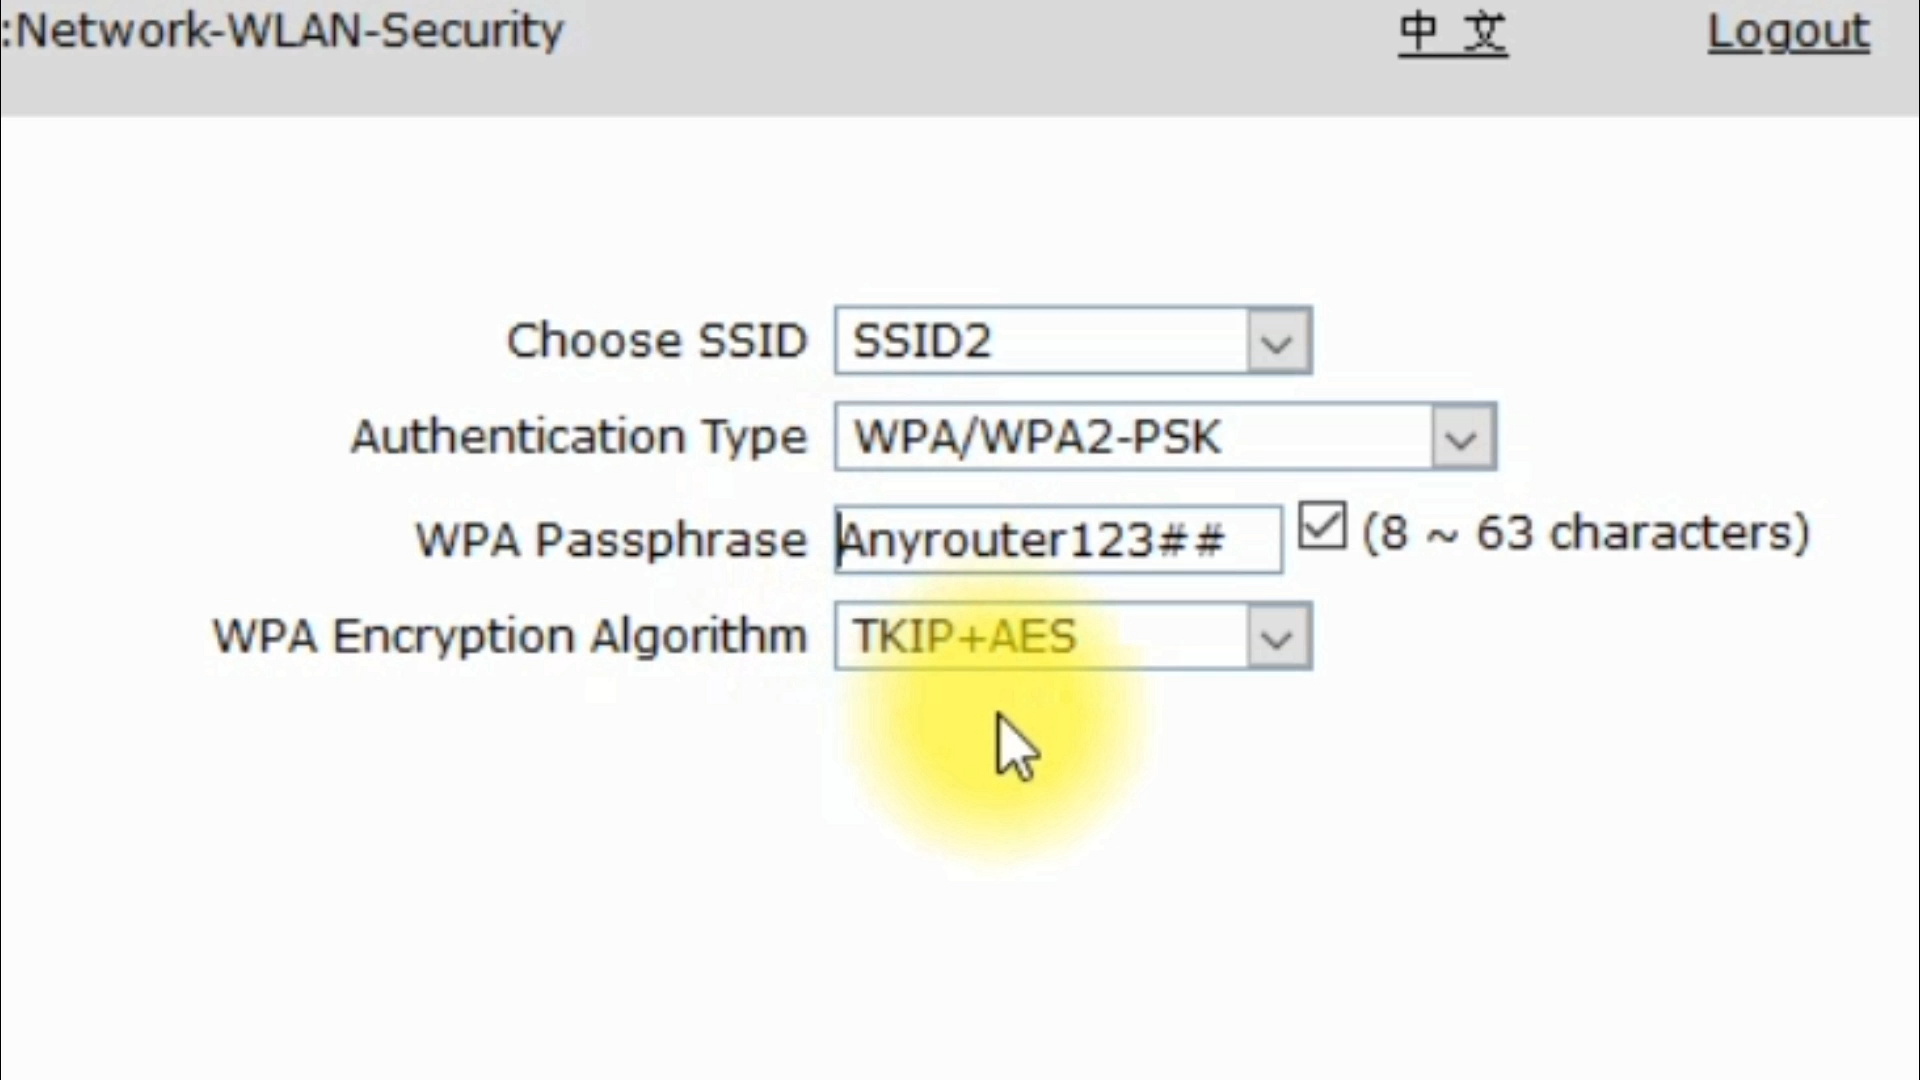 :Network-WLAN-Security 中 文 Logout
Choose SSID SSID2
Authentication Type WPA/WPA2-PSK
WPA Passphrase Anyrouter123## (8 ~ 63 characters)
WPA Encryption Algorithm TKIP+AES